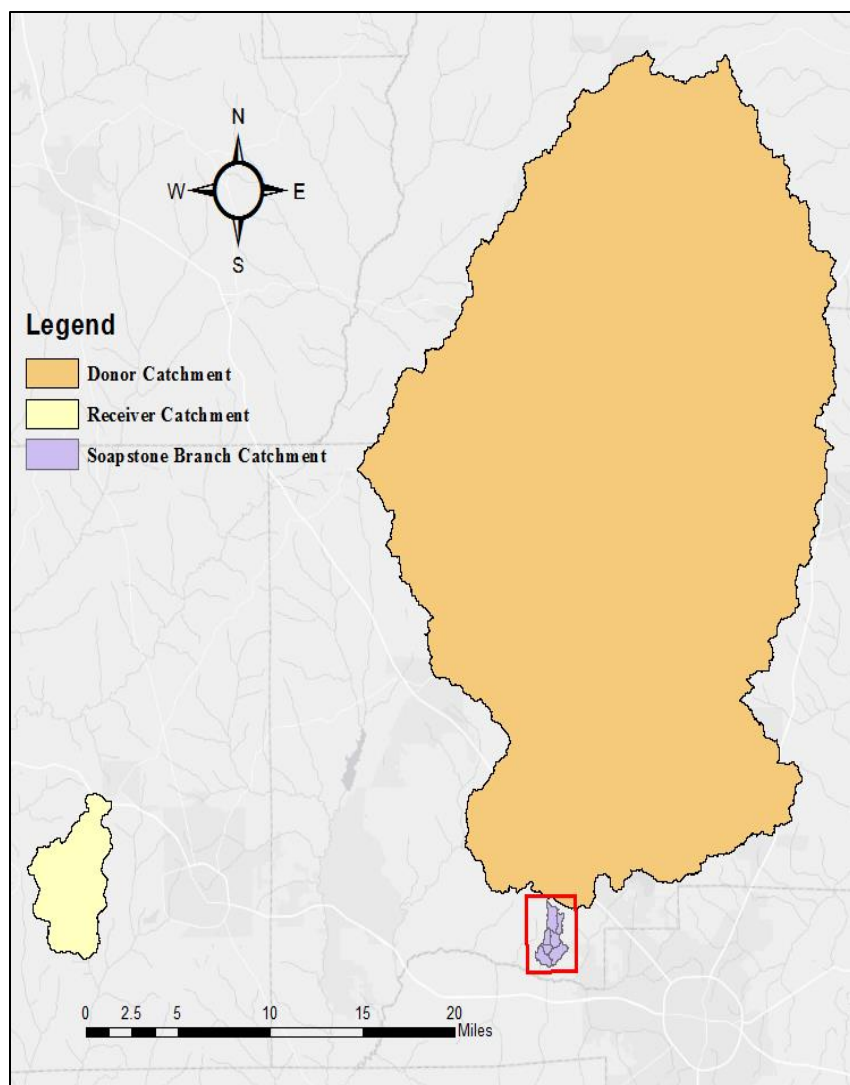 N
W E
S
Legend
Donor Catchment
Receiver Catchment
Soapstone Branch Catchment
0 2.5 5 10 15 20
Miles